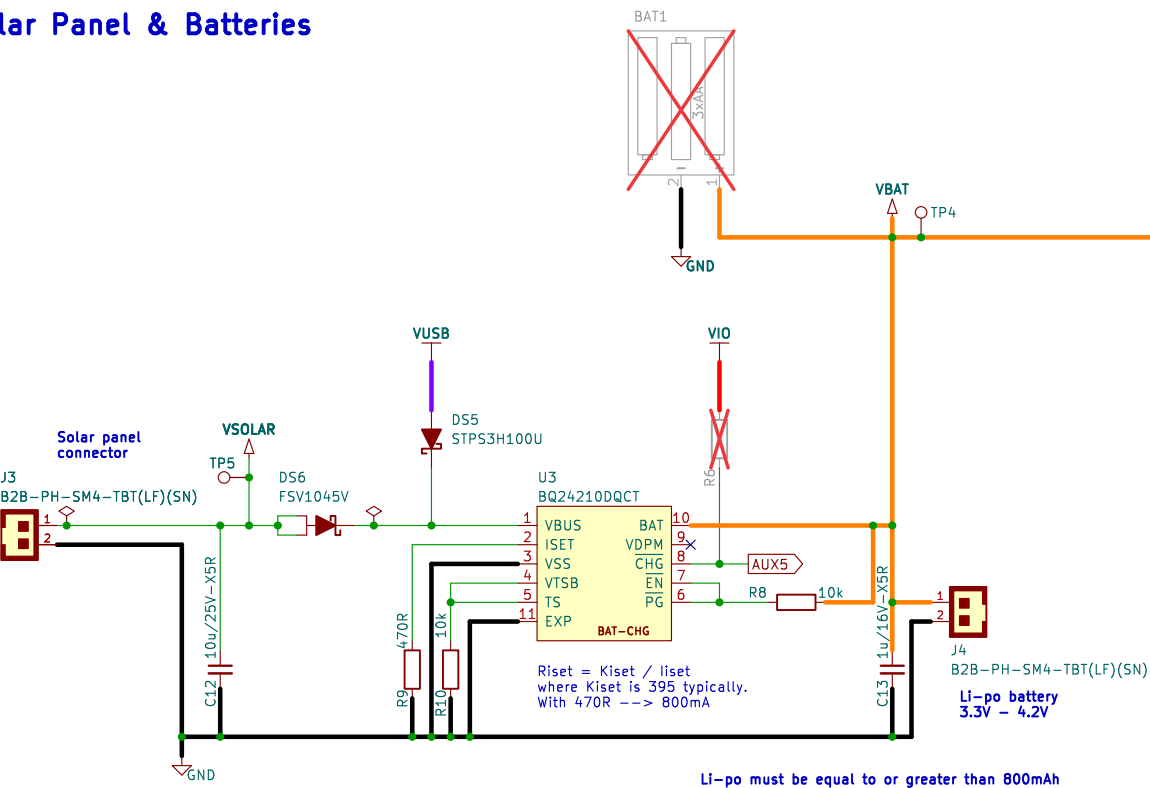 lar Panel & Batteries
BAT1
3xAA
2
1
GND
VBAT
TP4
VUSB
VIO
DS5
STPS3H100U
R6
Solar panel
connector
VSOLAR
TP5
DS6
FSV1045V
J3
B2B-PH-SM4-TBT(LF)(SN)
1
2
U3
BQ24210DQCT
1 VBUS
2 ISET
3 VSS
4 VTSB
5 TS
11 EXP
BAT 10
VDPM 9
CHG 8
EN 7
PG 6
BAT-CHG
AUX5
R8 10k
C12 10u/25V-X5R
R9 470R
R10 10k
C13 1u/16V-X5R
1
2
J4
B2B-PH-SM4-TBT(LF)(SN)
Riset = Kiset / Iiset
where Kiset is 395 typically.
With 470R --> 800mA
Li-po battery
3.3V - 4.2V
GND
Li-po must be equal to or greater than 800mAh